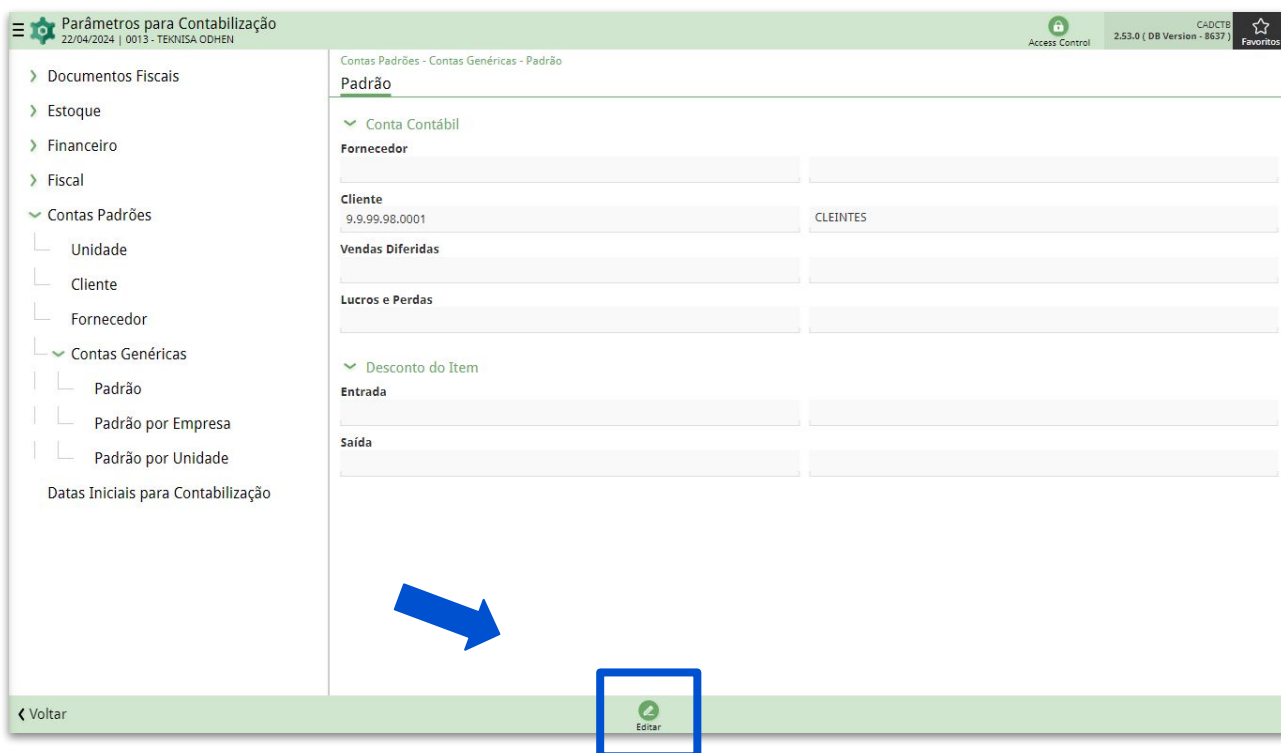 Parâmetros para Contabilização
22/04/2024 | 0013 - TEKNISA ODHEN
Access Control
CADCTB
2.53.0 ( DB Version - 8637 )
Favoritos
Documentos Fiscais
Estoque
Financeiro
Fiscal
Contas Padrões
Unidade
Cliente
Fornecedor
Contas Genéricas
Padrão
Padrão por Empresa
Padrão por Unidade
Datas Iniciais para Contabilização
Contas Padrões - Contas Genéricas - Padrão
Padrão
Conta Contábil
Fornecedor
Cliente
9.9.99.98.0001 CLEINTES
Vendas Diferidas
Lucros e Perdas
Desconto do Item
Entrada
Saída
Voltar
Editar